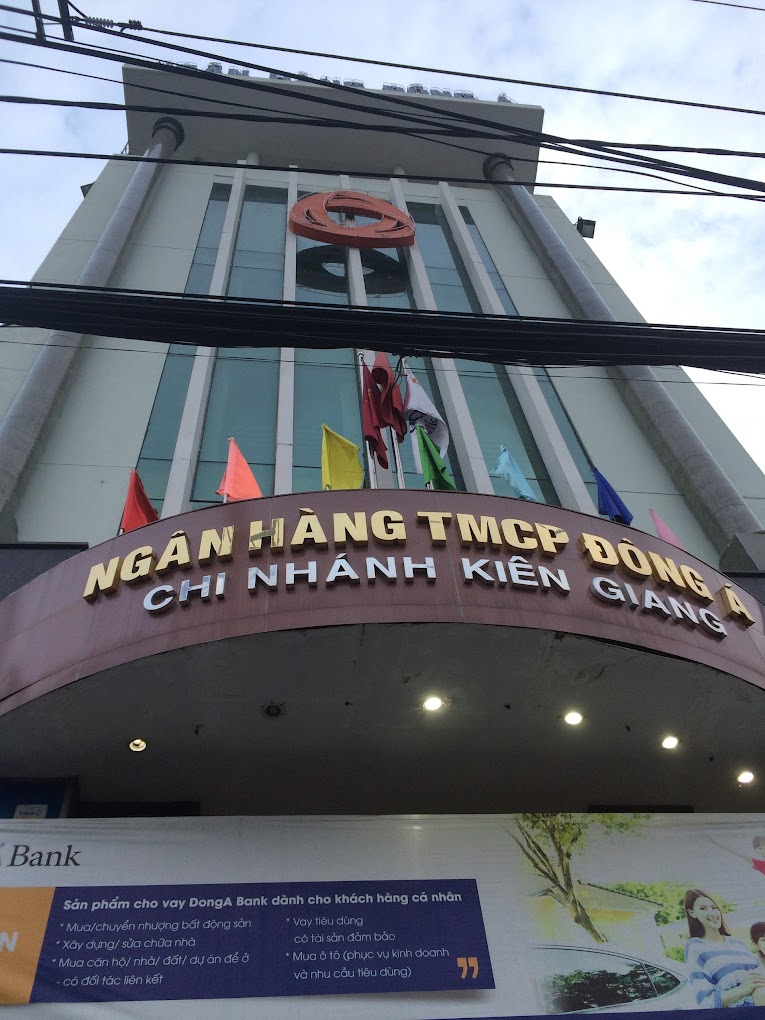 NGÂN HÀNG TMCP ĐÔNG Á
CHI NHÁNH KIÊN GIANG
Bank
Sản phẩm cho vay DongA Bank dành cho khách hàng cá nhân
* Mua/chuyển nhượng bất động sản
* Xây dựng/ sửa chữa nhà
* Mua căn hộ/ nhà/ đất/ dự án để ở
- có đối tác liên kết
* Vay tiêu dùng
có tài sản đảm bảo
* Mua ô tô (phục vụ kinh doanh
và nhu cầu tiêu dùng)